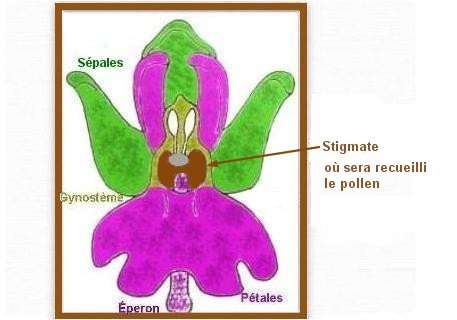 Sépales
Stigmate
où sera recueilli
le pollen
Gynostème
Pétales
Éperon